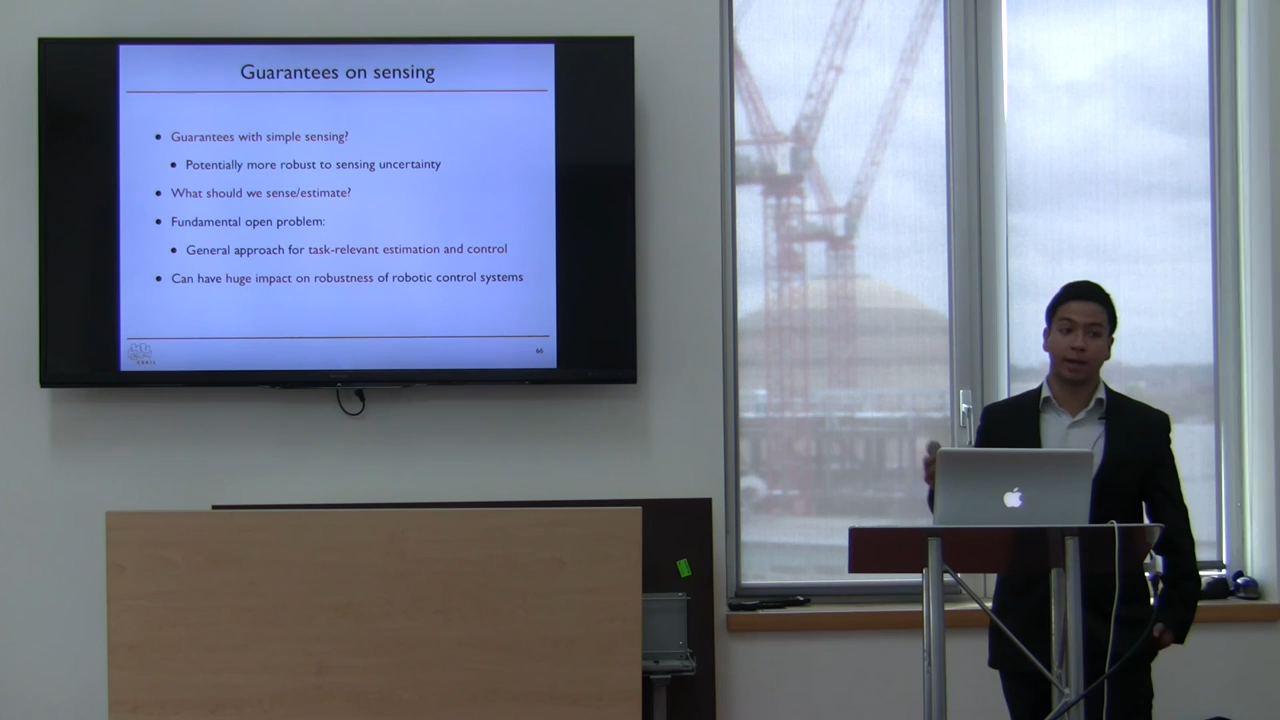 Guarantees on sensing
Guarantees with simple sensing?
Potentially more robust to sensing uncertainty
What should we sense/estimate?
Fundamental open problem:
General approach for task-relevant estimation and control
Can have huge impact on robustness of robotic control systems
66